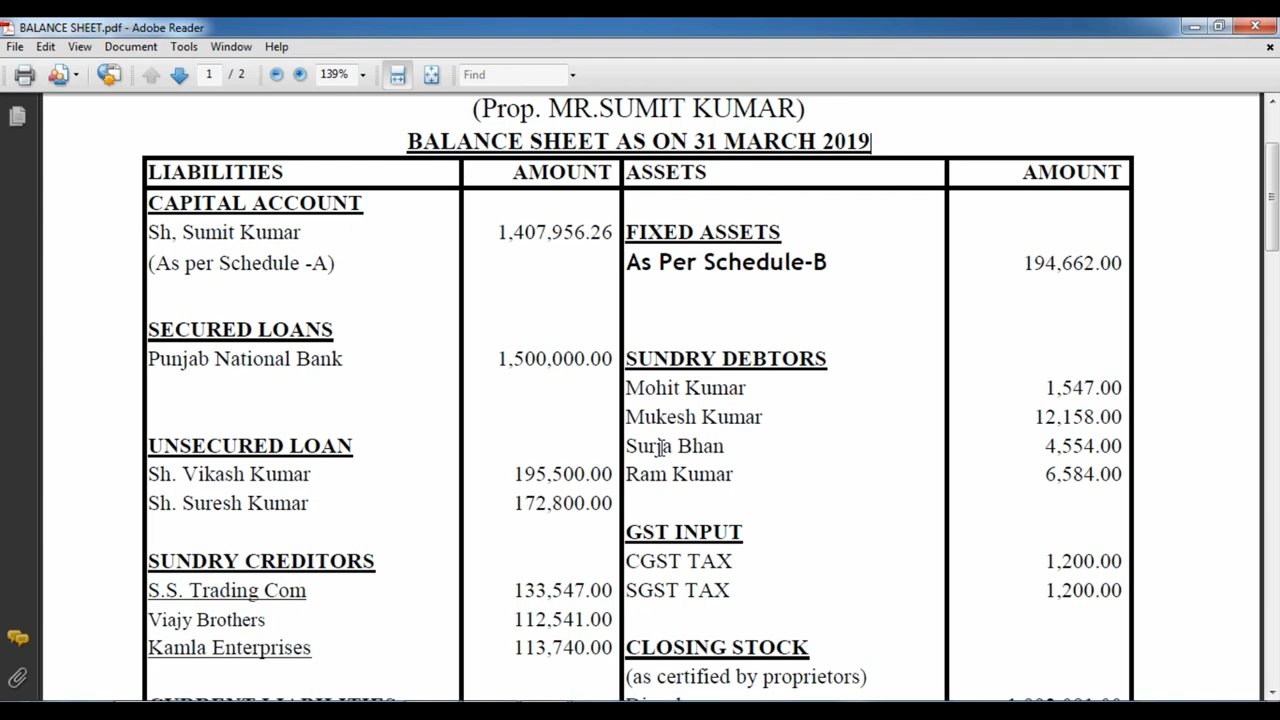 BALANCE SHEET.pdf - Adobe Reader
File Edit View Document Tools Window Help
1 / 2 139% Find
(Prop. MR.SUMIT KUMAR)
BALANCE SHEET AS ON 31 MARCH 2019
LIABILITIES AMOUNT ASSETS AMOUNT
CAPITAL ACCOUNT
Sh, Sumit Kumar 1,407,956.26 FIXED ASSETS
(As per Schedule -A) As Per Schedule-B 194,662.00
SECURED LOANS
Punjab National Bank 1,500,000.00 SUNDRY DEBTORS
Mohit Kumar 1,547.00
Mukesh Kumar 12,158.00
UNSECURED LOAN Surja Bhan 4,554.00
Sh. Vikash Kumar 195,500.00 Ram Kumar 6,584.00
Sh. Suresh Kumar 172,800.00
GST INPUT
SUNDRY CREDITORS CGST TAX 1,200.00
S.S. Trading Com 133,547.00 SGST TAX 1,200.00
Viajy Brothers 112,541.00
Kamla Enterprises 113,740.00 CLOSING STOCK
(as certified by proprietors)
CURRENT LIABILITIES